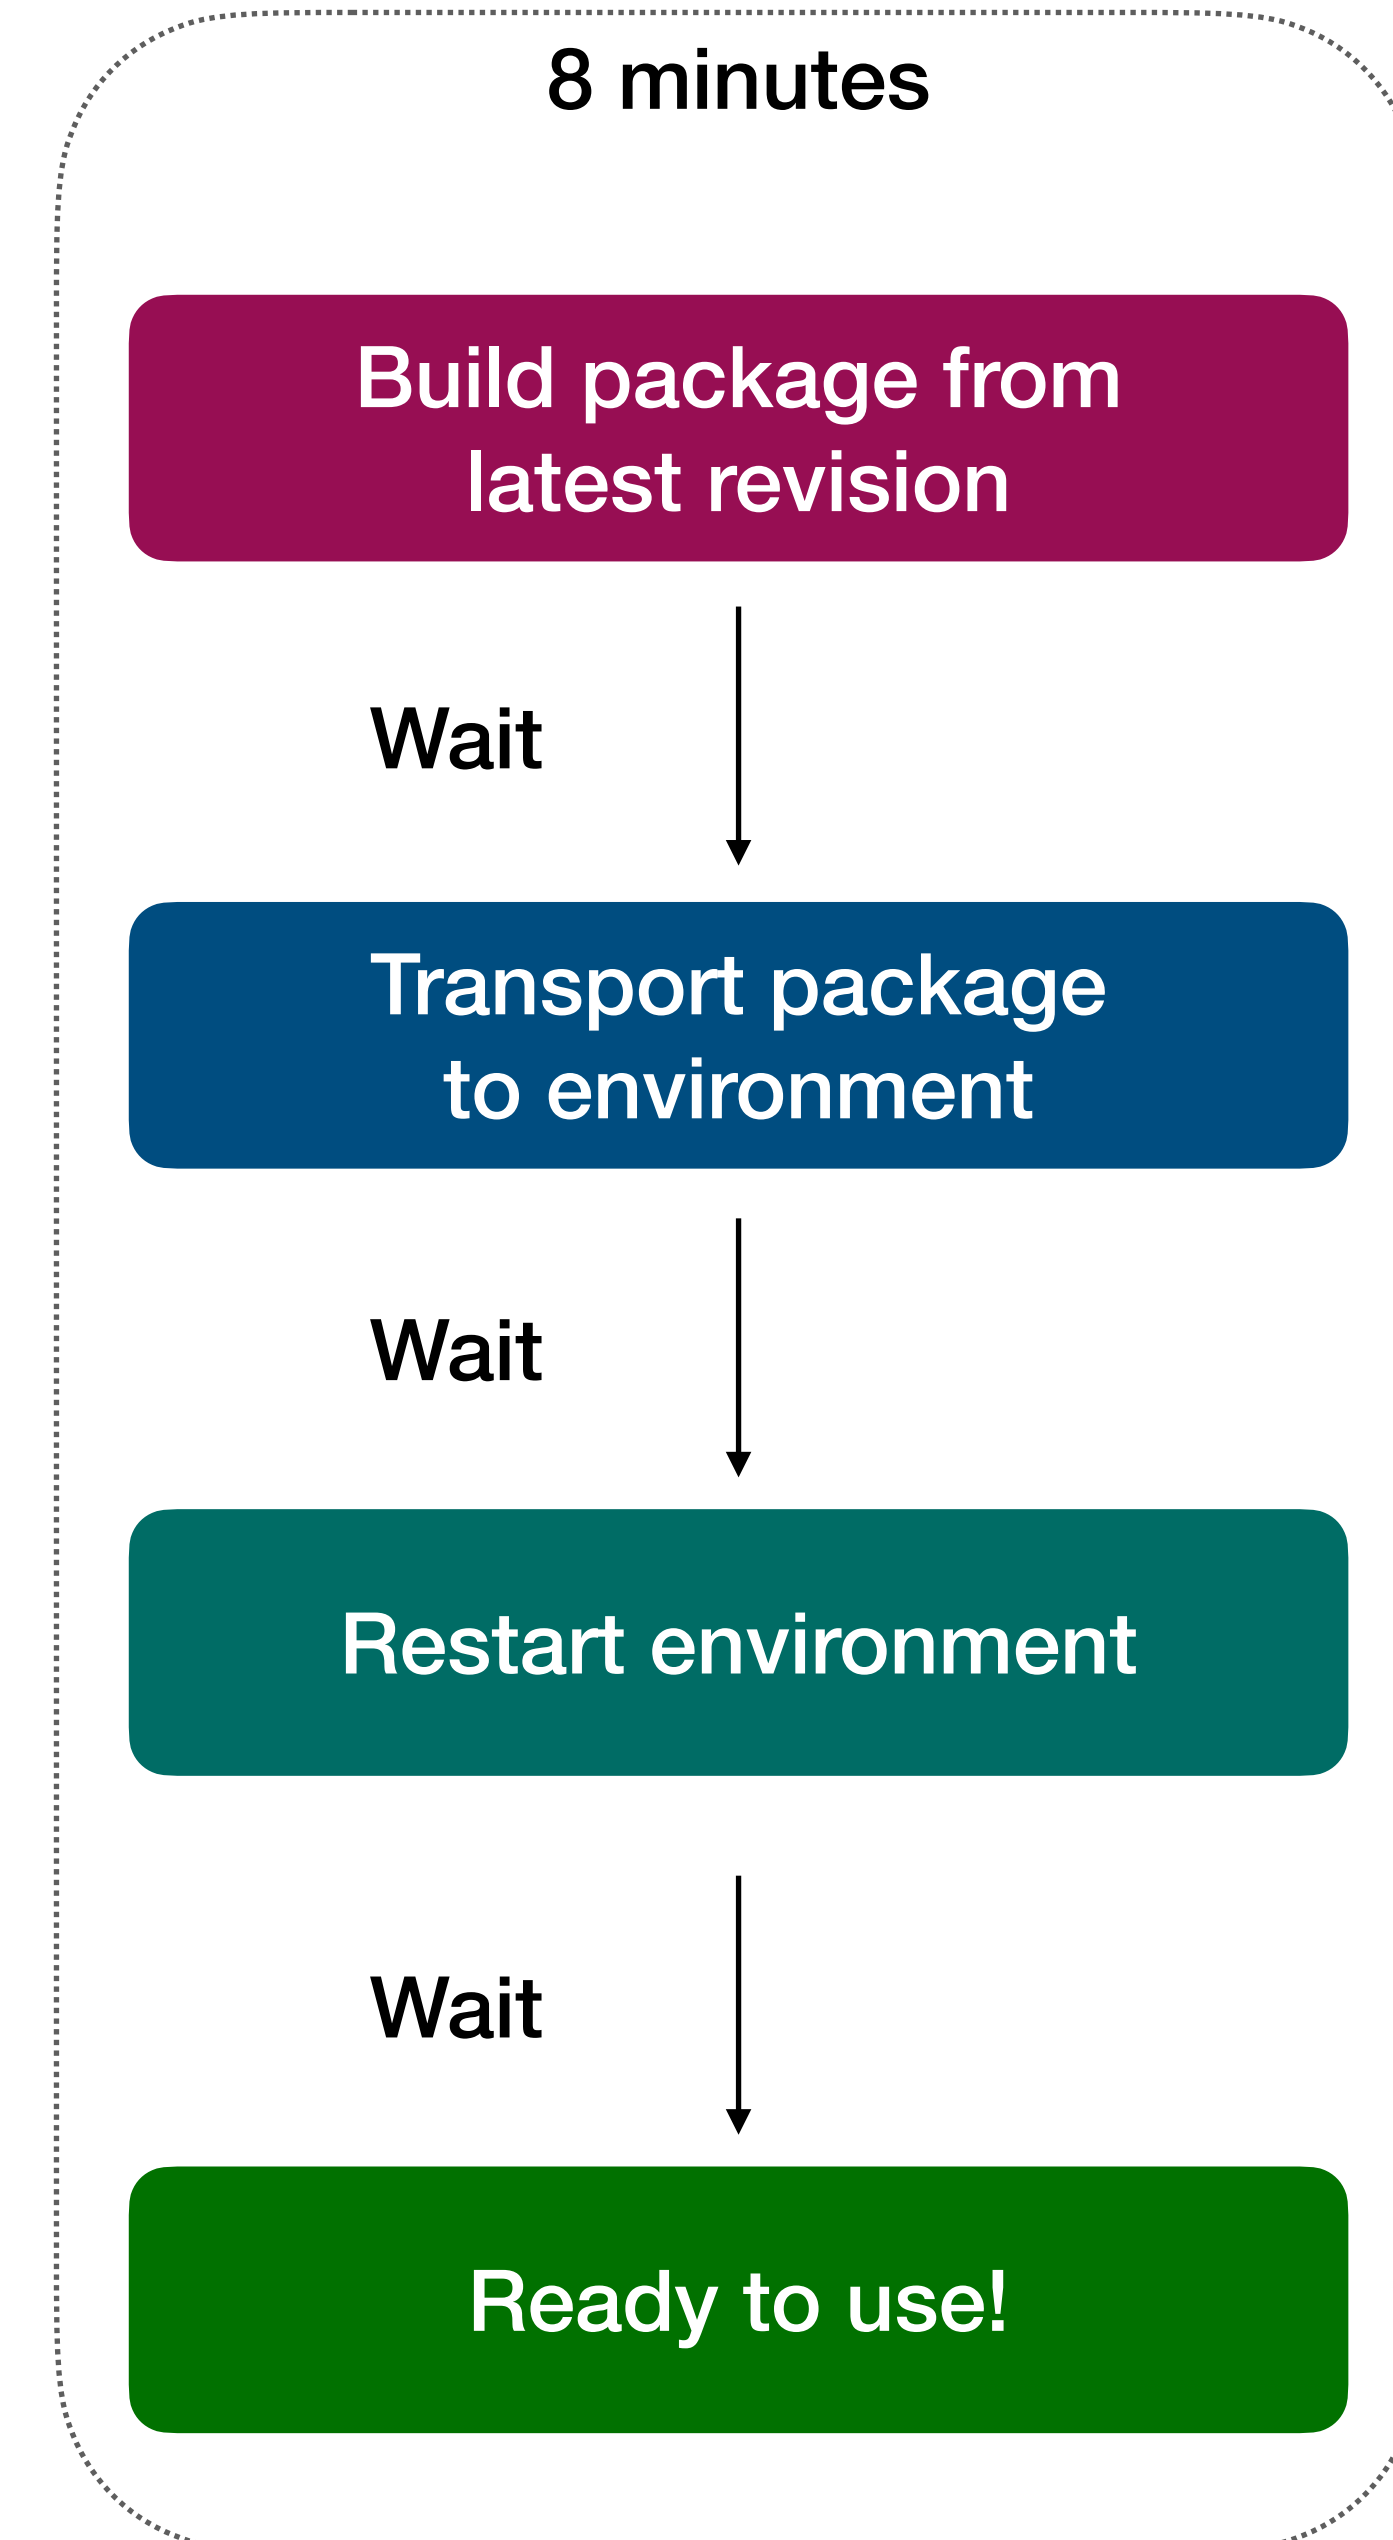 8 minutes
Build package from
latest revision
Wait
Transport package
to environment
Wait
Restart environment
Wait
Ready to use!